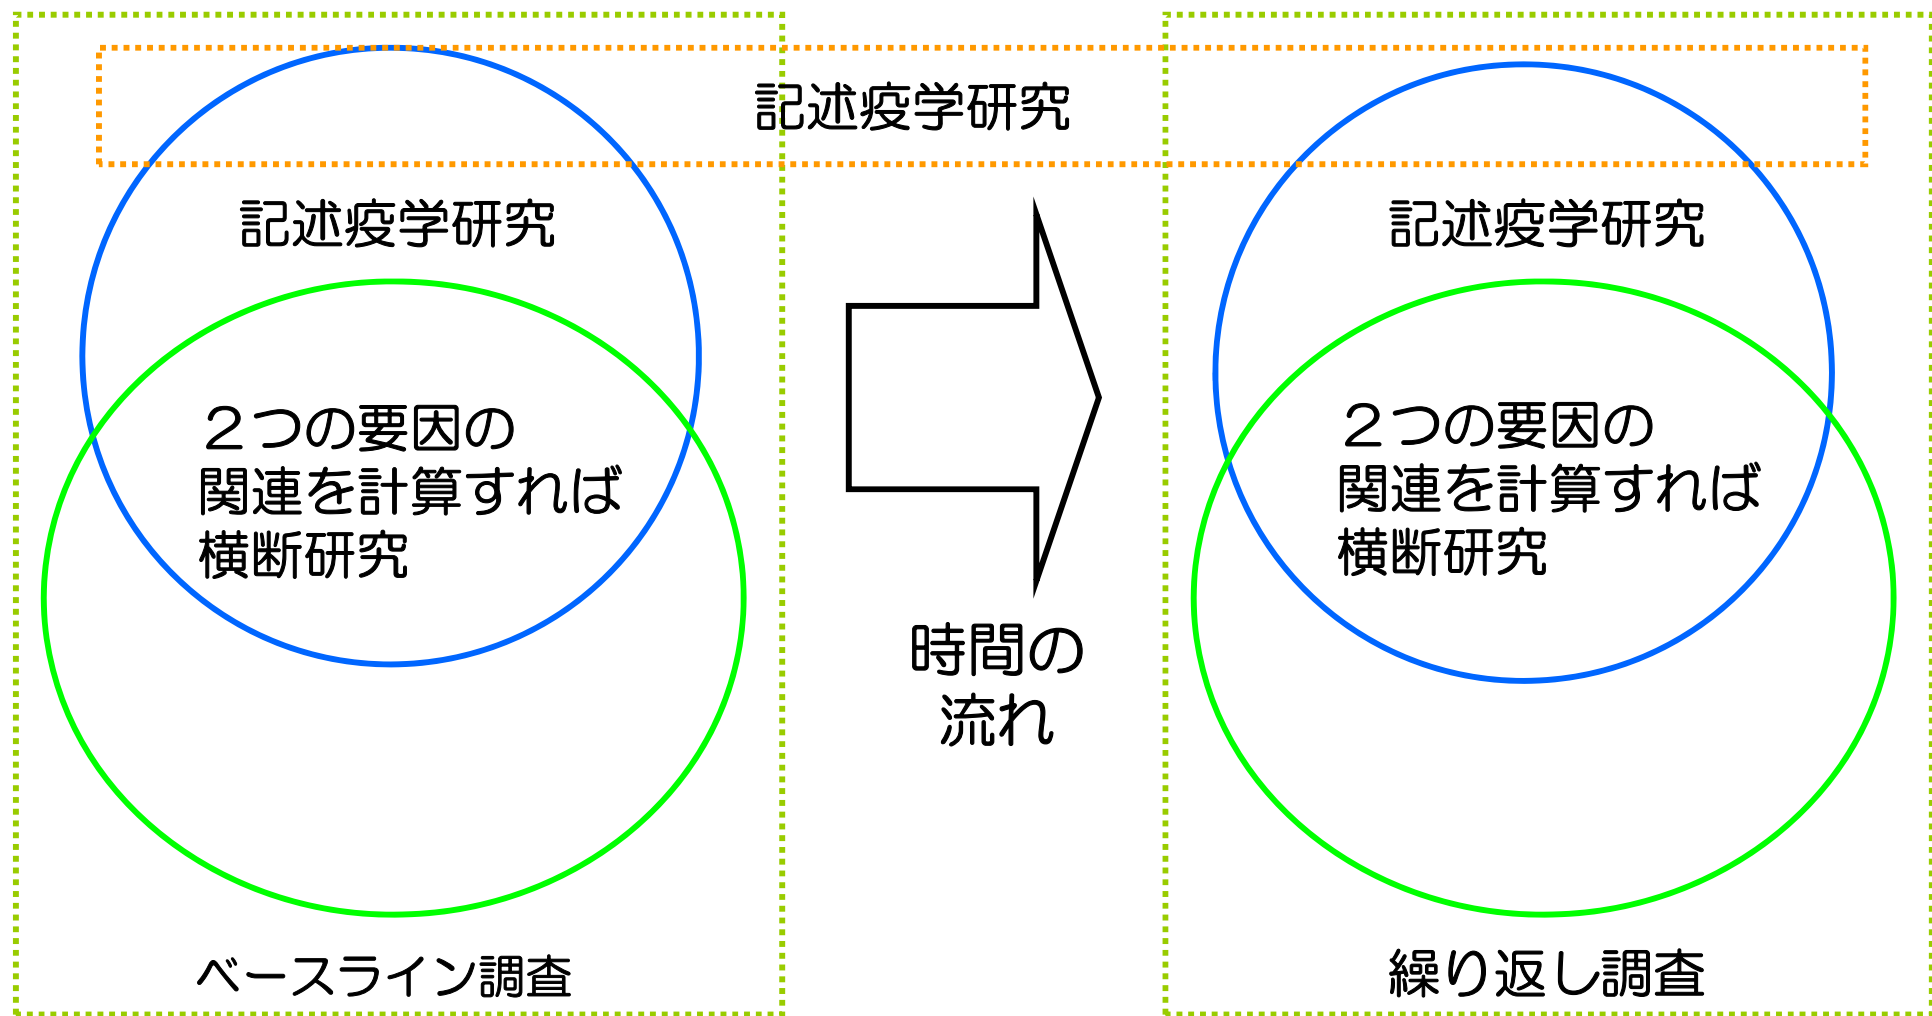 記述疫学研究
記述疫学研究
２つの要因の
関連を計算すれば
横断研究
ベースライン調査
時間の
流れ
記述疫学研究
２つの要因の
関連を計算すれば
横断研究
繰り返し調査